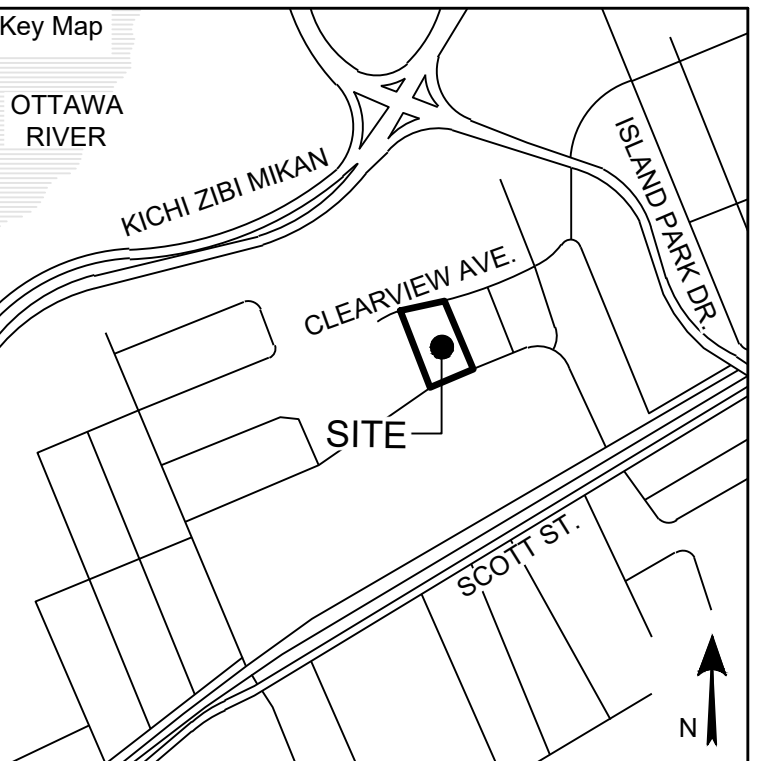 Key Map
OTTAWA
RIVER
KICHI ZIBI MIKAN
ISLAND PARK DR.
CLEARVIEW AVE.
SITE
SCOTT ST.
N